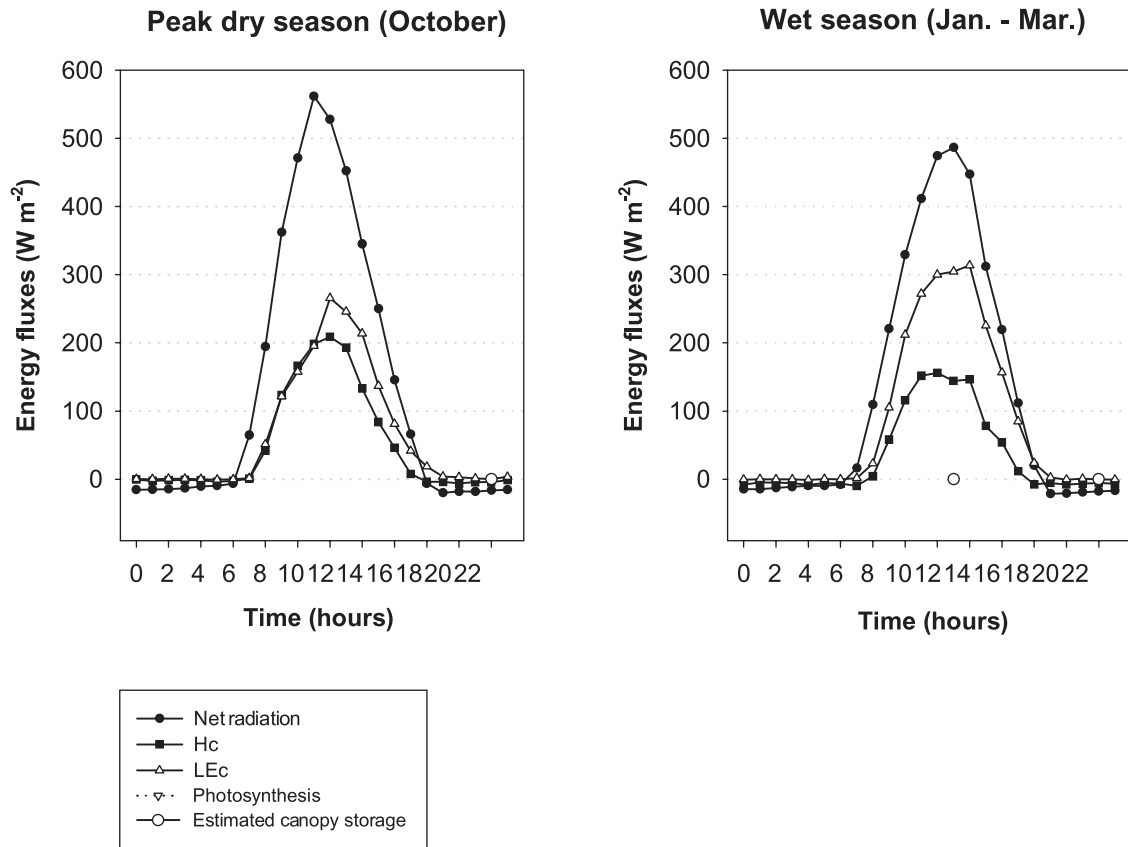 Peak dry season (October)
Wet season (Jan. - Mar.)
600
500
400
300
200
100
0
Energy fluxes (W m⁻²)
0 2 4 6 8 10 12 14 16 18 20 22
Time (hours)
600
500
400
300
200
100
0
Energy fluxes (W m⁻²)
0 2 4 6 8 10 12 14 16 18 20 22
Time (hours)
Net radiation
Hc
LEc
Photosynthesis
Estimated canopy storage